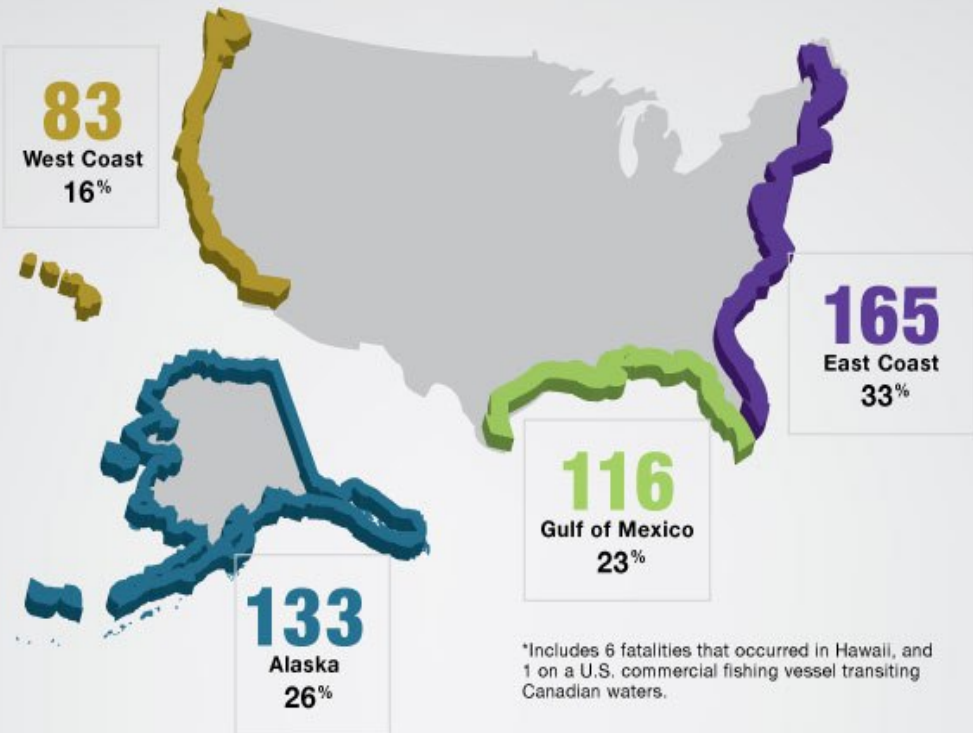 83
West Coast
16%
165
East Coast
33%
116
Gulf of Mexico
23%
133
Alaska
26%
*Includes 6 fatalities that occurred in Hawaii, and
1 on a U.S. commercial fishing vessel transiting
Canadian waters.